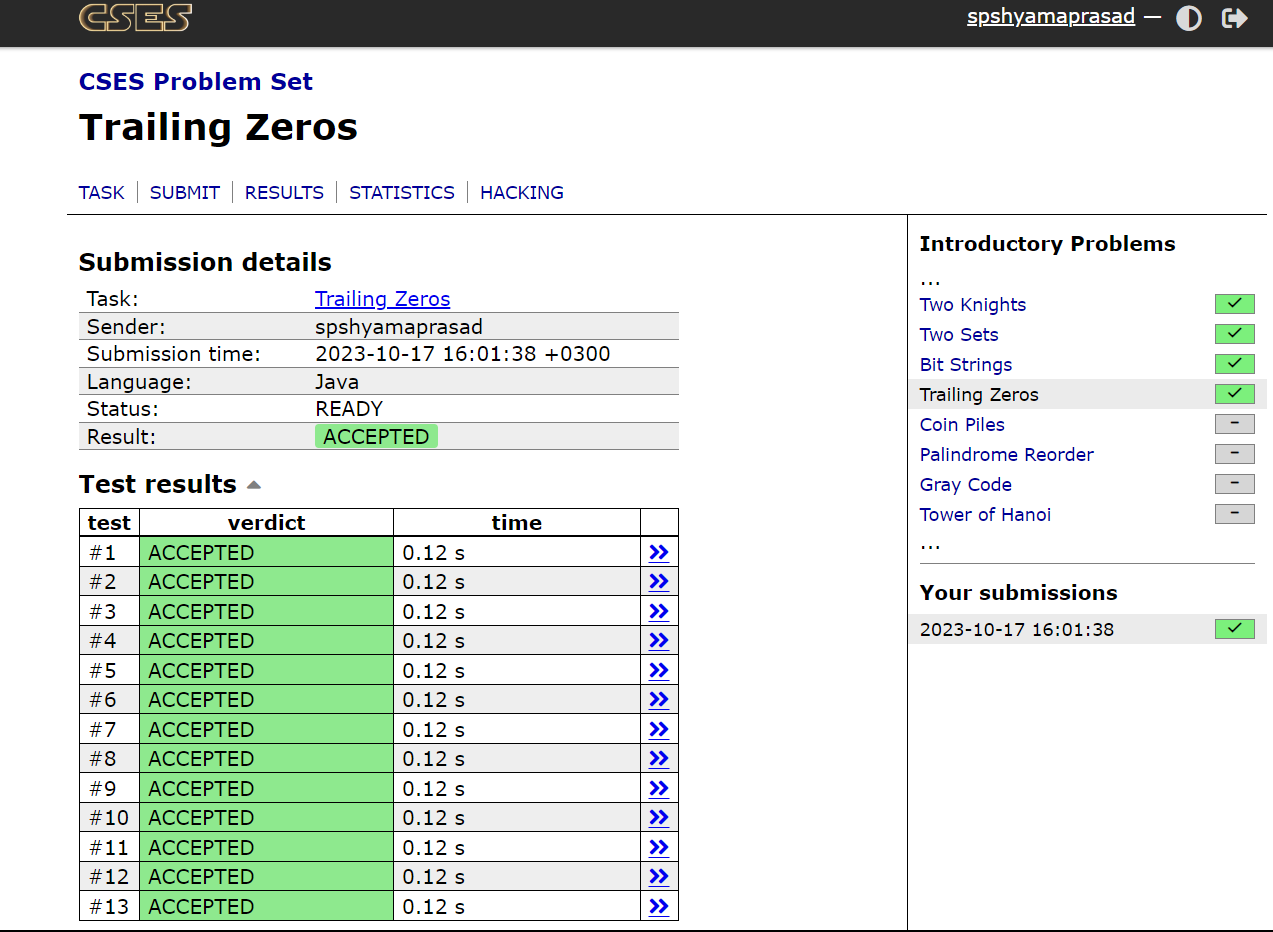 CSES
spshyamaprasad —
CSES Problem Set
Trailing Zeros
TASK SUBMIT RESULTS STATISTICS HACKING
Submission details
Task: Trailing Zeros
Sender: spshyamaprasad
Submission time: 2023-10-17 16:01:38 +0300
Language: Java
Status: READY
Result: ACCEPTED
Test results
test verdict time
#1 ACCEPTED 0.12 s »
#2 ACCEPTED 0.12 s »
#3 ACCEPTED 0.12 s »
#4 ACCEPTED 0.12 s »
#5 ACCEPTED 0.12 s »
#6 ACCEPTED 0.12 s »
#7 ACCEPTED 0.12 s »
#8 ACCEPTED 0.12 s »
#9 ACCEPTED 0.12 s »
#10 ACCEPTED 0.12 s »
#11 ACCEPTED 0.12 s »
#12 ACCEPTED 0.12 s »
#13 ACCEPTED 0.12 s »
Introductory Problems
...
Two Knights ✓
Two Sets ✓
Bit Strings ✓
Trailing Zeros ✓
Coin Piles –
Palindrome Reorder –
Gray Code –
Tower of Hanoi –
...
Your submissions
2023-10-17 16:01:38 ✓